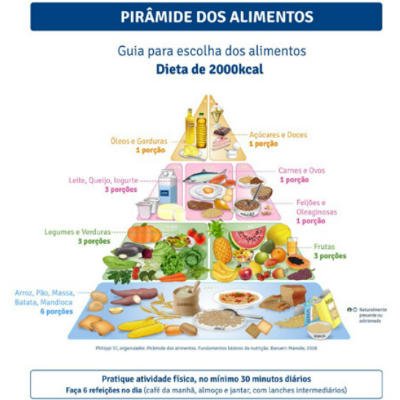 PIRÂMIDE DOS ALIMENTOS
Guia para escolha dos alimentos
Dieta de 2000kcal
Óleos e Gorduras
1 porção
Açúcares e Doces
1 porção
Leite, Queijo, Iogurte
3 porções
Carnes e Ovos
1 porção
Feijões e
Oleaginosas
1 porção
Legumes e Verduras
3 porções
Frutas
3 porções
Arroz, Pão, Massa,
Batata, Mandioca
6 porções
Naturalmente
presente ou
adicionado
Philippi ST, organizador. Pirâmide dos alimentos. Fundamentos básicos da nutrição. Barueri: Manole, 2008
Pratique atividade física, no mínimo 30 minutos diários
Faça 6 refeições no dia (café da manhã, almoço e jantar, com lanches intermediários)